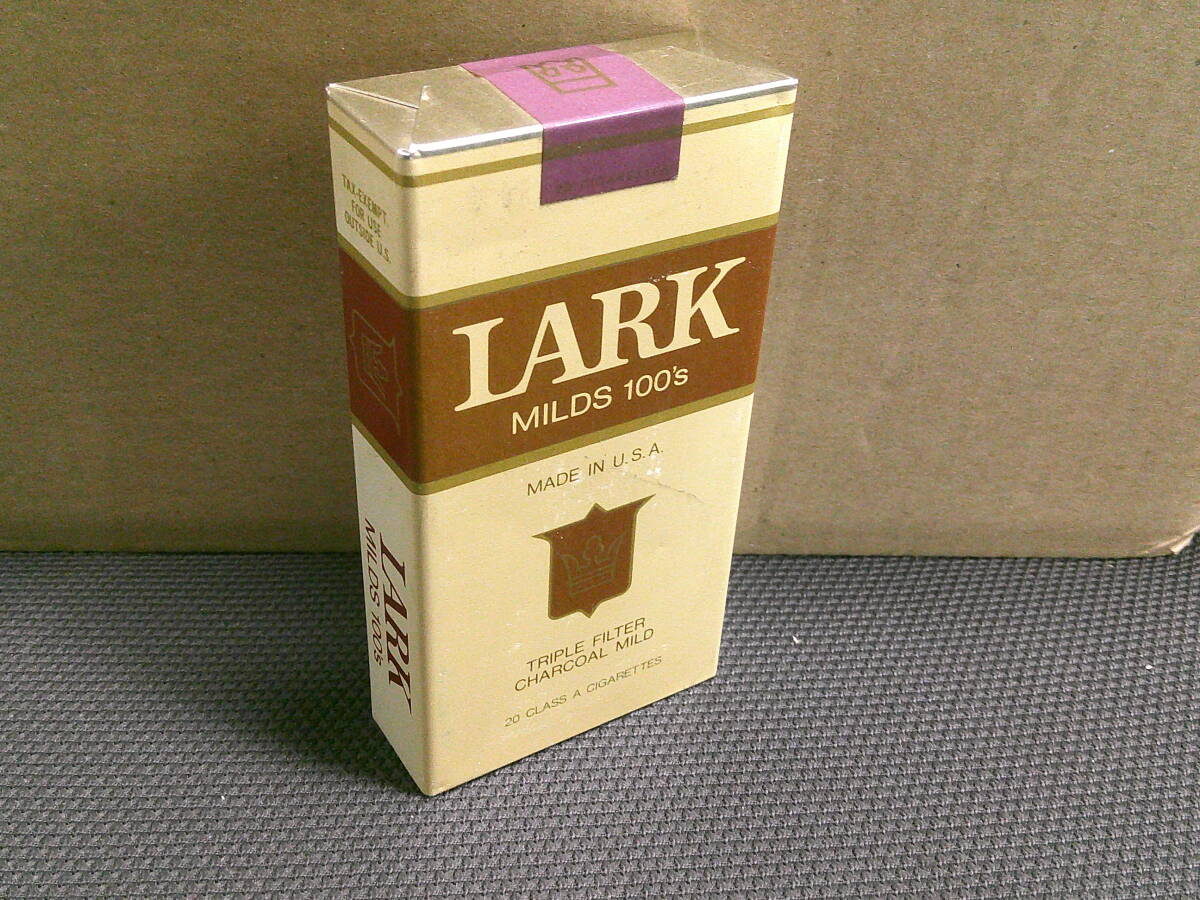 TAX-EXEMPT
FOR USE
OUTSIDE U.S.
LARK
MILDS 100's
MADE IN U.S.A.
TRIPLE FILTER
CHARCOAL MILD
20 CLASS A CIGARETTES
LARK
MILDS 100's